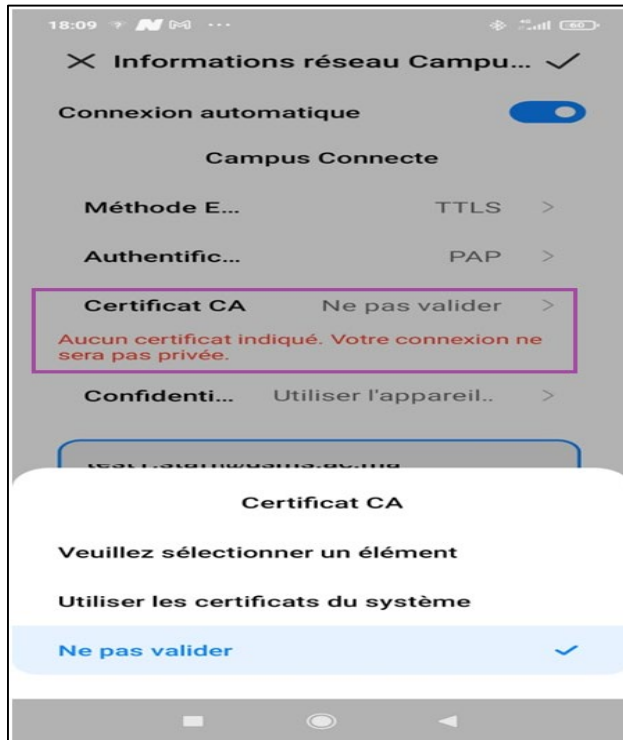 18:09
Informations réseau Campu...
Connexion automatique
Campus Connecte
Méthode E... TTLS
Authentific... PAP
Certificat CA Ne pas valider
Aucun certificat indiqué. Votre connexion ne
sera pas privée.
Confidenti... Utiliser l'appareil..
Certificat CA
Veuillez sélectionner un élément
Utiliser les certificats du système
Ne pas valider